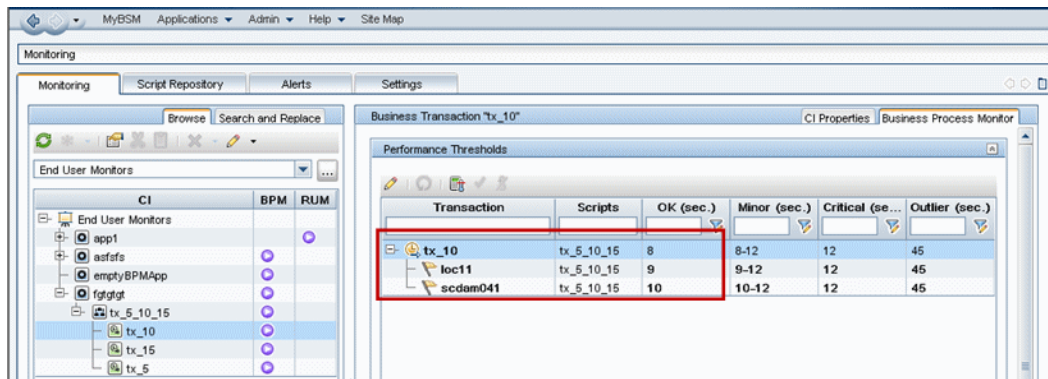 MyBSM Applications Admin Help Site Map
Monitoring
Monitoring Script Repository Alerts Settings
Browse Search and Replace
End User Monitors ...
CI BPM RUM
End User Monitors
app1
asfsfs
emptyBPMApp
fgtgtgt
tx_5_10_15
tx_10
tx_15
tx_5
Business Transaction "tx_10" CI Properties Business Process Monitor
Performance Thresholds
Transaction Scripts OK (sec.) Minor (sec.) Critical (se... Outlier (sec.)
tx_10 tx_5_10_15 8 8-12 12 45
loc11 tx_5_10_15 9 9-12 12 45
scdam041 tx_5_10_15 10 10-12 12 45